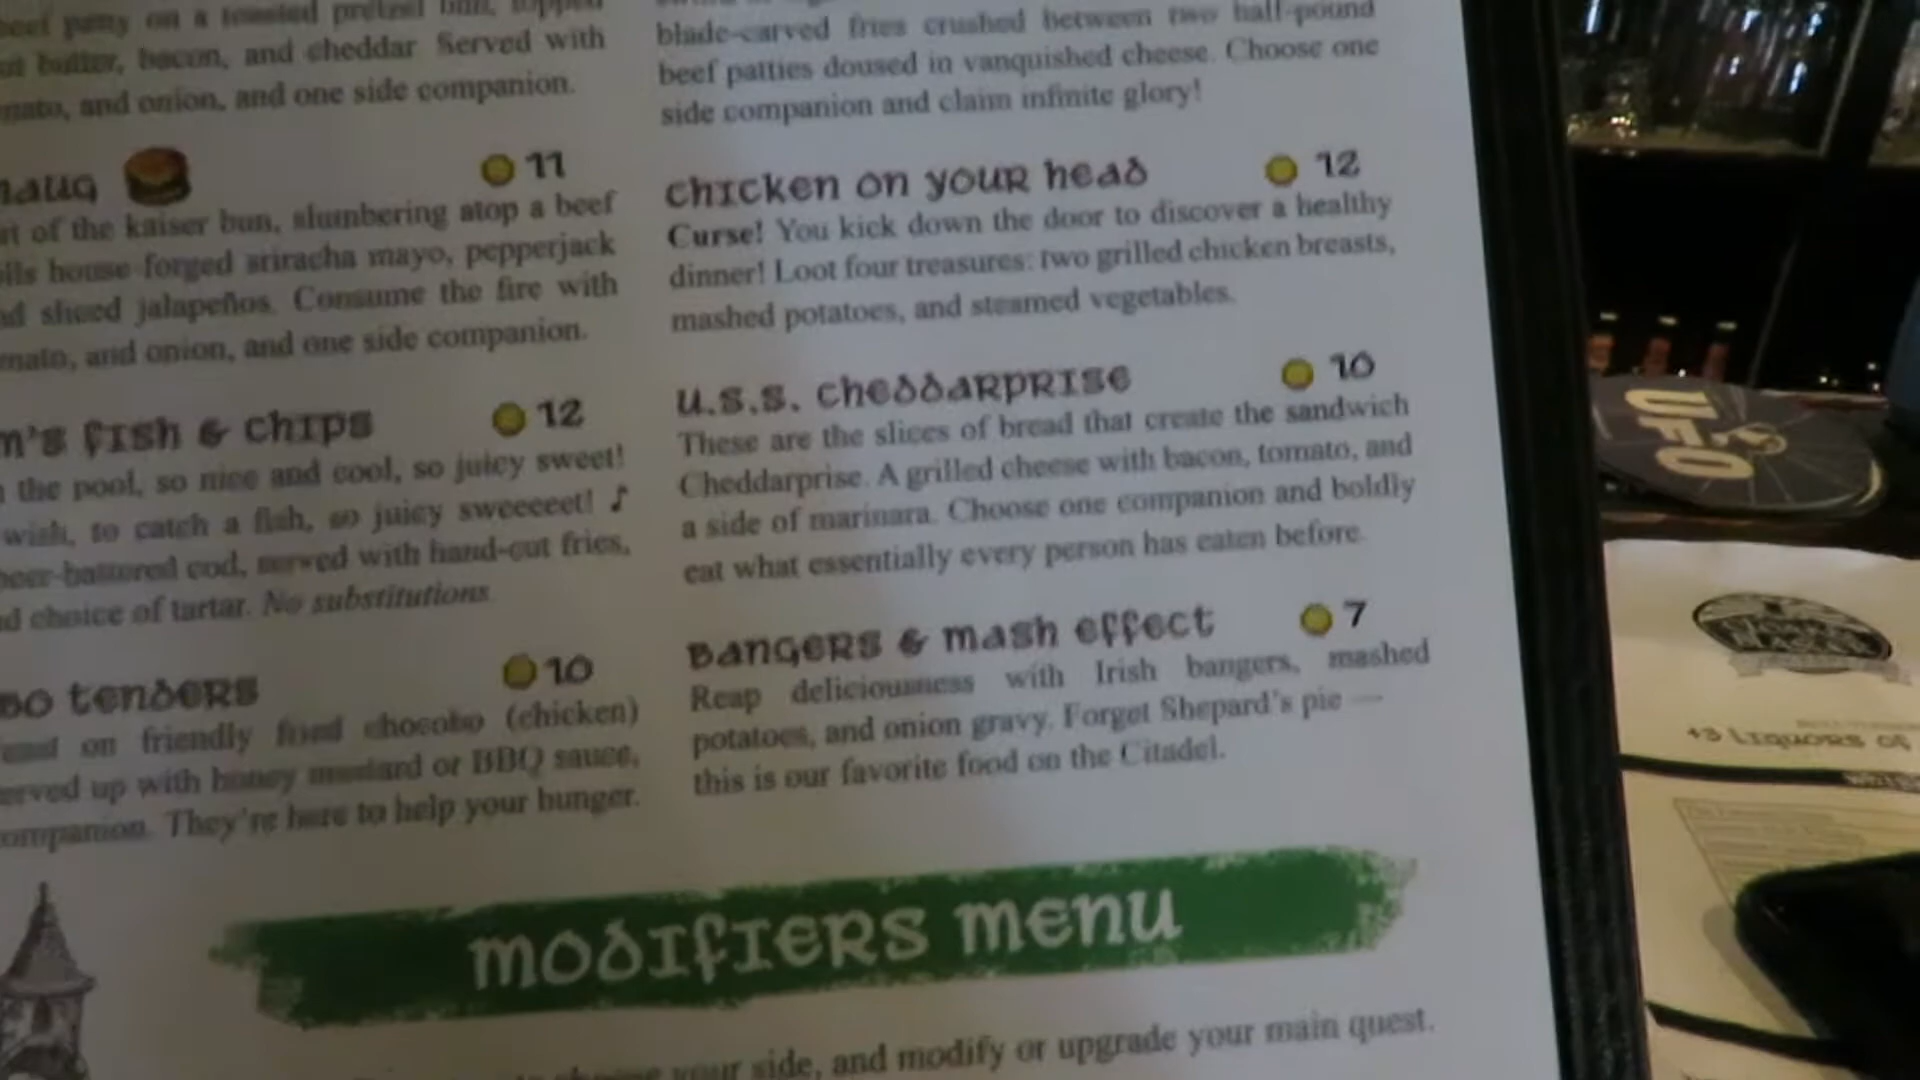 beef patty on a toasted pretzel bun, topped
butter, bacon, and cheddar Served with
and onion, and one side companion.
11
of the kaiser bun, slumbering atop a beef
house-forged sriracha mayo, pepperjack
sliced jalapeños. Consume the fire with
and onion, and one side companion.
fish & chips 12
the pool, so nice and cool, so juicy sweet!
wish, to catch a fish, so juicy sweeeeet! ♪
beer-battered cod, served with hand-cut fries,
choice of tartar. No substitutions
tenders 10
on friendly fried chocobo (chicken)
served up with honey mustard or BBQ sauce,
companion. They're here to help your hunger.
blade-carved fries crushed between two half-pound
beef patties doused in vanquished cheese. Choose one
side companion and claim infinite glory!
chicken on your head 12
Curse! You kick down the door to discover a healthy
dinner! Loot four treasures: two grilled chicken breasts,
mashed potatoes, and steamed vegetables.
U.S.S. Cheddarprise 10
These are the slices of bread that create the sandwich
Cheddarprise. A grilled cheese with bacon, tomato, and
a side of marinara. Choose one companion and boldly
eat what essentially every person has eaten before.
Bangers & mash effect 7
Reap deliciousness with Irish bangers, mashed
potatoes, and onion gravy. Forget Shepard's pie —
this is our favorite food on the Citadel.
modifiers menu
your side, and modify or upgrade your main quest.
UFO
+3 Liquors of